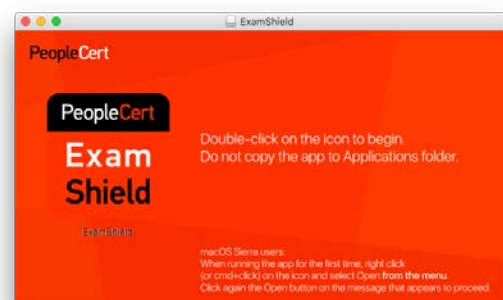 ExamShield
PeopleCert
PeopleCert
Exam
Shield
Double-click on the icon to begin.
Do not copy the app to Applications folder.
ExamShield
macOS Sierra users:
When running the app for the first time, right click
(or cmd+click) on the icon and select Open from the menu.
Click again the Open button on the message that appears to proceed.